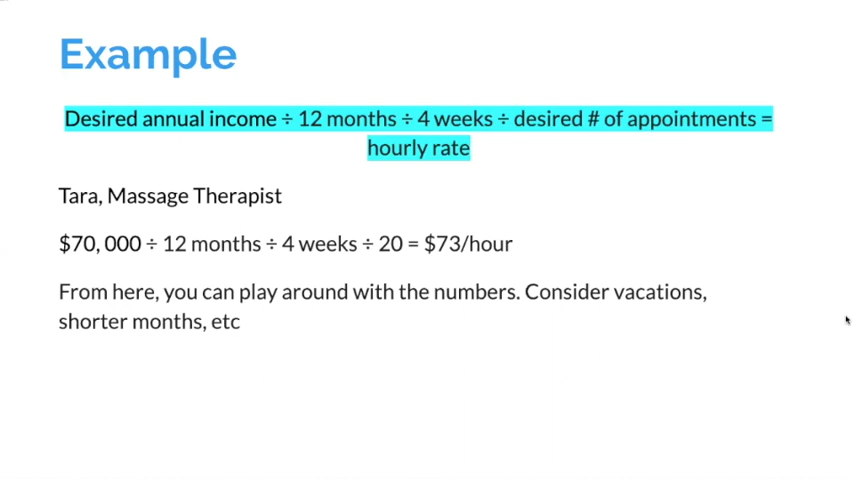 Example
Desired annual income ÷ 12 months ÷ 4 weeks ÷ desired # of appointments =
hourly rate
Tara, Massage Therapist
$70, 000 ÷ 12 months ÷ 4 weeks ÷ 20 = $73/hour
From here, you can play around with the numbers. Consider vacations,
shorter months, etc